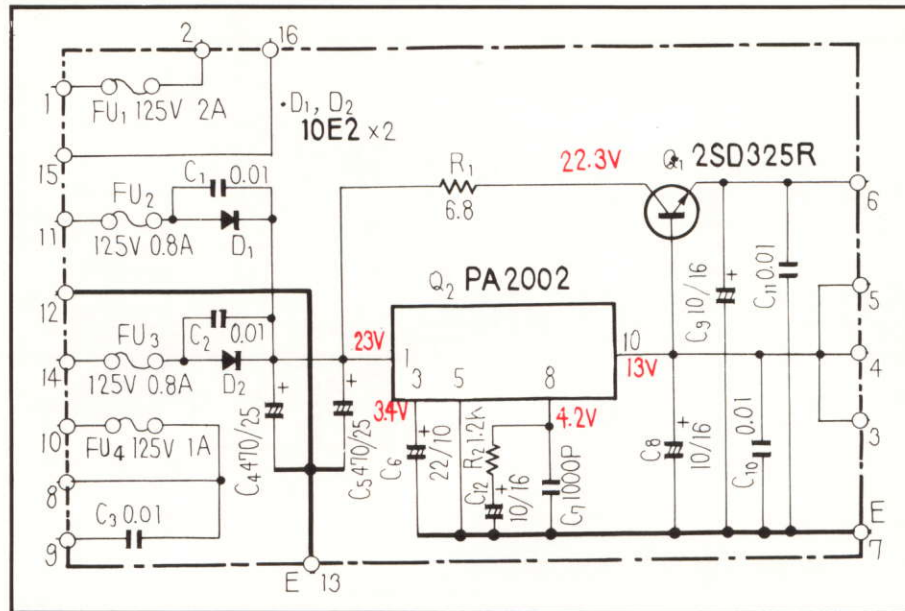 2
16
1
FU1 125V 2A
·D1, D2
10E2 ×2
15
C1 0.01
FU2
11
125V 0.8A
D1
R1
6.8
22.3V
Q1 2SD325R
6
12
Q2 PA2002
C9 10/16
+
C11 0.01
5
FU3
C2 0.01
14
125V 0.8A
D2
23V
1
10
13V
4
3
5
8
3.4V
4.2V
10
FU4 125V 1A
C4 470/25
+
C5 470/25
+
C6
22/10
+
R2 1.2k
C12
10/16
+
C7 1000P
C8
10/16
+
C10
0.01
3
8
C3 0.01
9
E 13
E
7